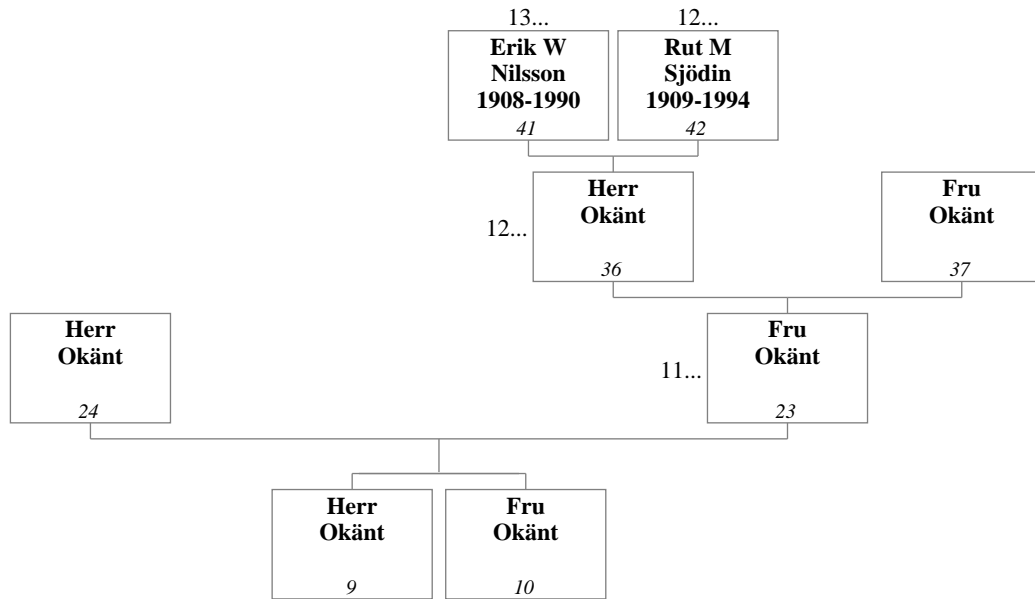 13...
12...
Erik W
Nilsson
1908-1990
41
Rut M
Sjödin
1909-1994
42
12...
Herr
Okänt
36
Fru
Okänt
37
Herr
Okänt
24
11...
Fru
Okänt
23
Herr
Okänt
9
Fru
Okänt
10